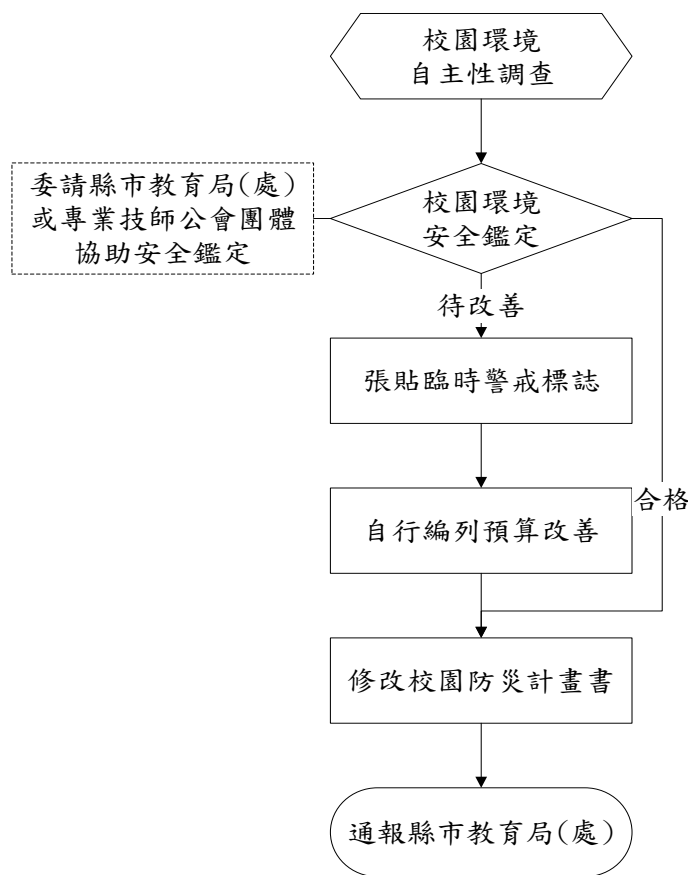 校園環境
自主性調查
委請縣市教育局(處)
或專業技師公會團體
協助安全鑑定
校園環境
安全鑑定
待改善
張貼臨時警戒標誌
合格
自行編列預算改善
修改校園防災計畫書
通報縣市教育局(處)